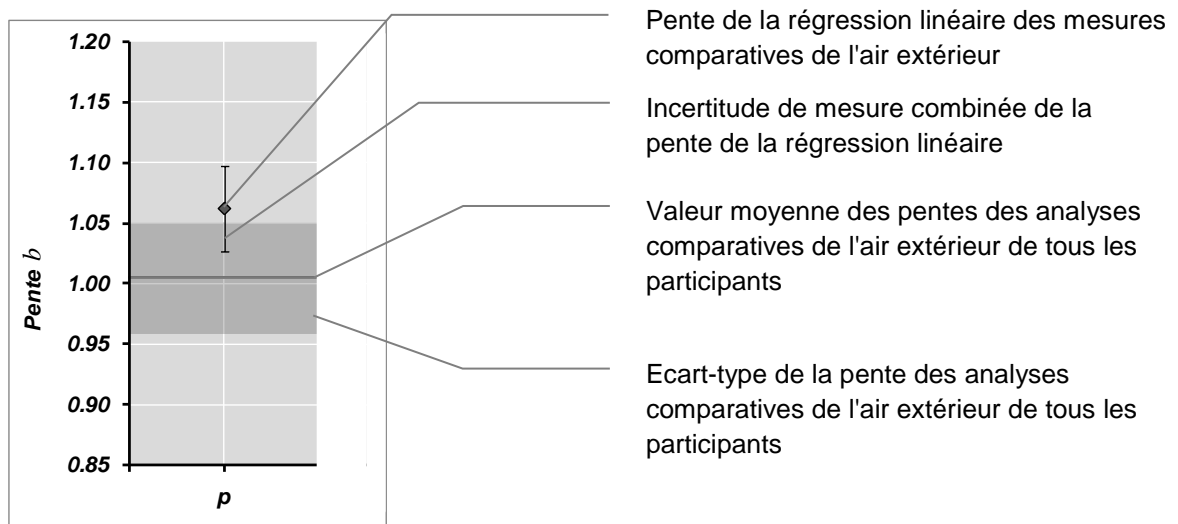 Pente de la régression linéaire des mesures
comparatives de l'air extérieur
Incertitude de mesure combinée de la
pente de la régression linéaire
Valeur moyenne des pentes des analyses
comparatives de l'air extérieur de tous les
participants
Ecart-type de la pente des analyses
comparatives de l'air extérieur de tous les
participants
Pente b
1.20
1.15
1.10
1.05
1.00
0.95
0.90
0.85
p